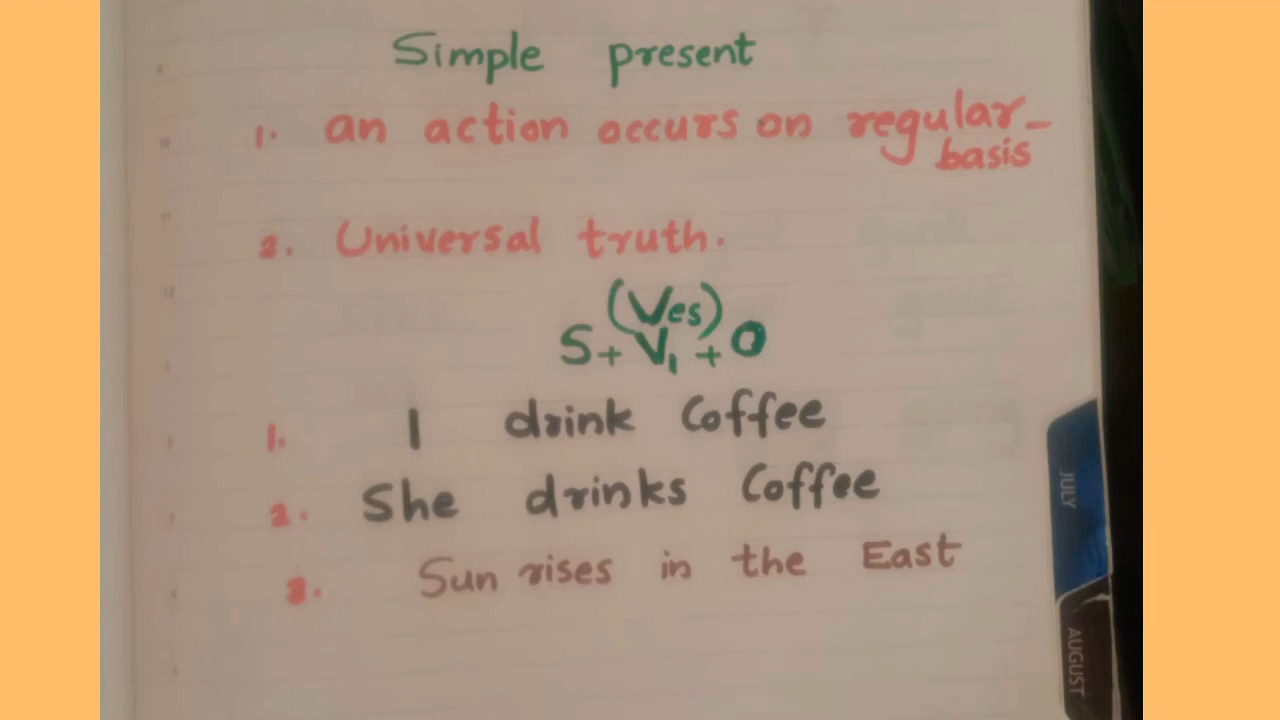 Simple present
1. an action occurs on regular-
basis
2. Universal truth.
(Ves)
S+ V1 + O
1. I drink Coffee
2. She drinks Coffee
3. Sun rises in the East
JULY
AUGUST